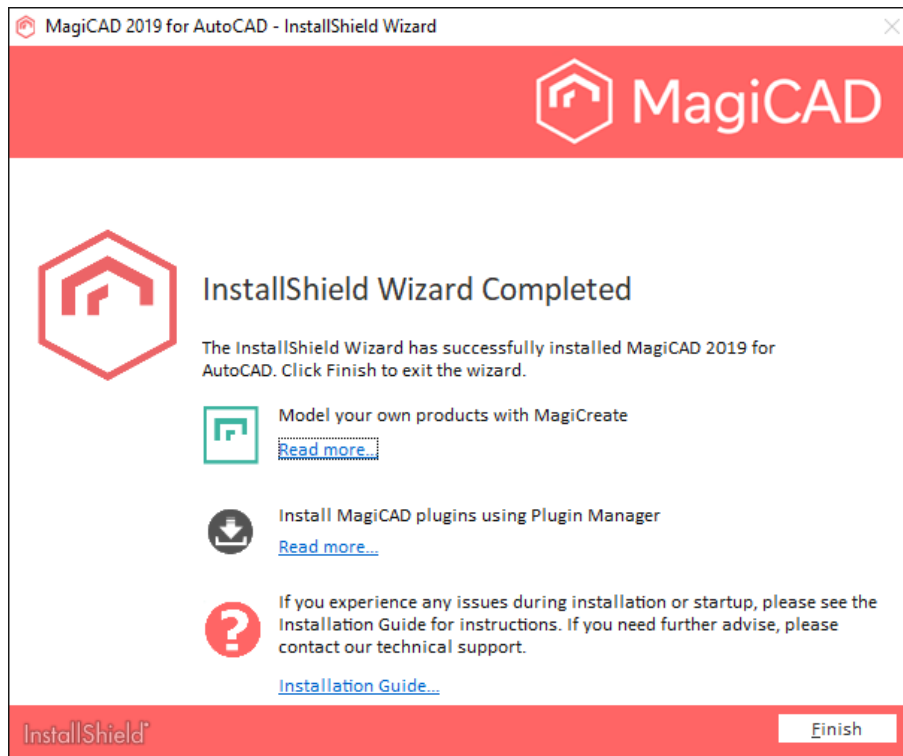 MagiCAD 2019 for AutoCAD - InstallShield Wizard
MagiCAD
InstallShield Wizard Completed
The InstallShield Wizard has successfully installed MagiCAD 2019 for
AutoCAD. Click Finish to exit the wizard.
Model your own products with MagiCreate
Read more...
Install MagiCAD plugins using Plugin Manager
Read more...
If you experience any issues during installation or startup, please see the
Installation Guide for instructions. If you need further advise, please
contact our technical support.
Installation Guide...
InstallShield
Finish